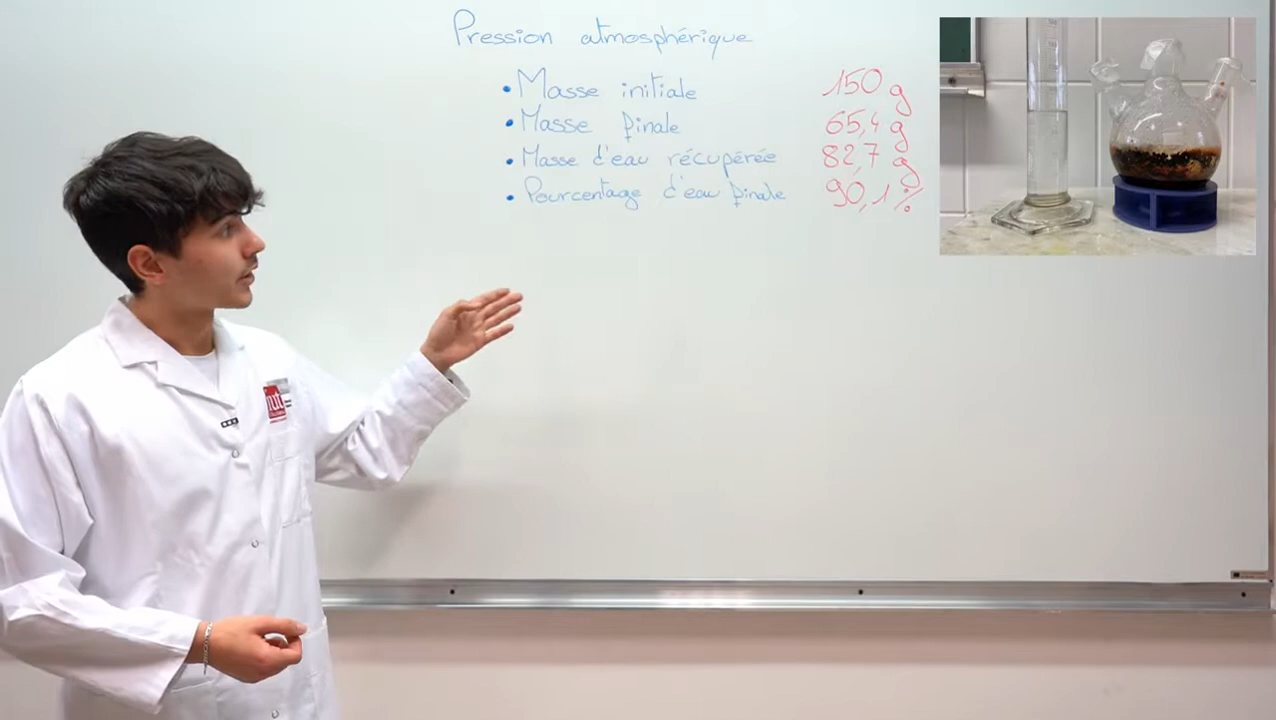 Pression atmosphérique
• Masse initiale 150 g
• Masse finale 65,4 g
• Masse d'eau récupérée 82,7 g
• Pourcentage d'eau finale 90,1 %
iut